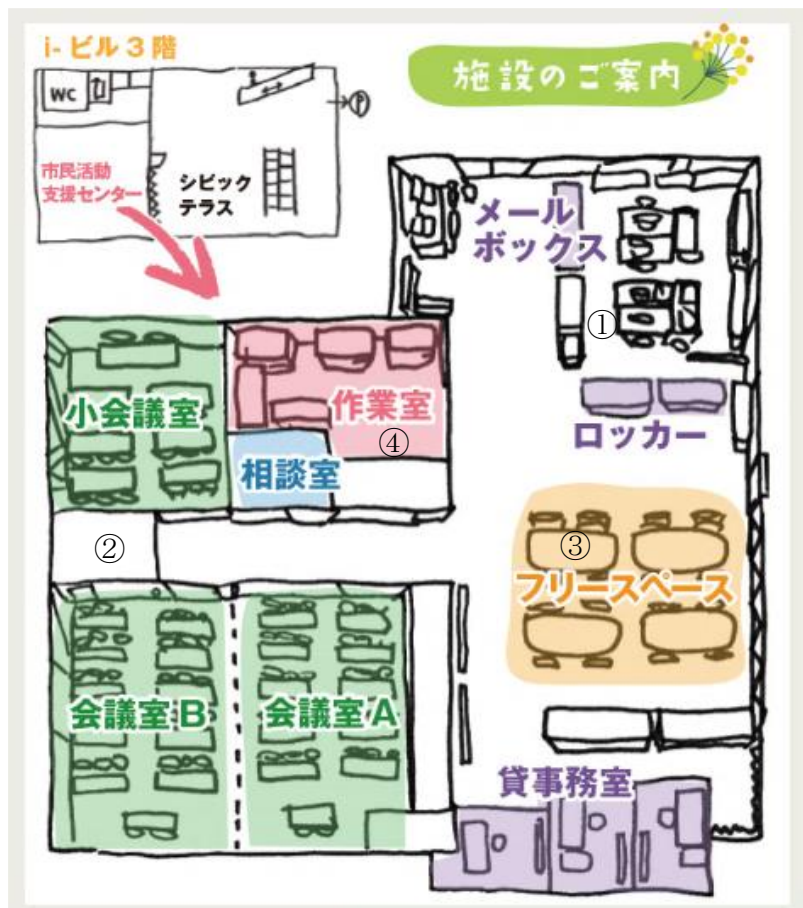 i-ビル3階
施設のご案内
WC
P
市民活動
支援センター
シビック
テラス
メール
ボックス
①
小会議室
作業室
ロッカー
④
相談室
②
③
フリースペース
会議室B
会議室A
貸事務室